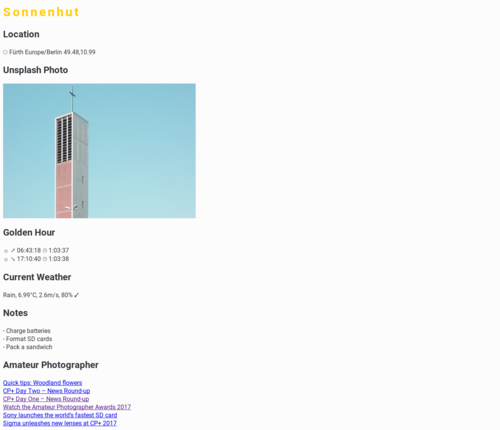 Sonnenhut
Location
Fürth Europe/Berlin 49.48,10.99
Unsplash Photo
Golden Hour
↗ 06:43:18 ⏲ 1:03:37
↘ 17:10:40 ⏲ 1:03:38
Current Weather
Rain, 6.99°C, 2.6m/s, 80% ✓
Notes
- Charge batteries
- Format SD cards
- Pack a sandwich
Amateur Photographer
Quick tips: Woodland flowers
CP+ Day Two – News Round-up
CP+ Day One – News Round-up
Watch the Amateur Photographer Awards 2017
Sony launches the world's fastest SD card
Sigma unleashes new lenses at CP+ 2017